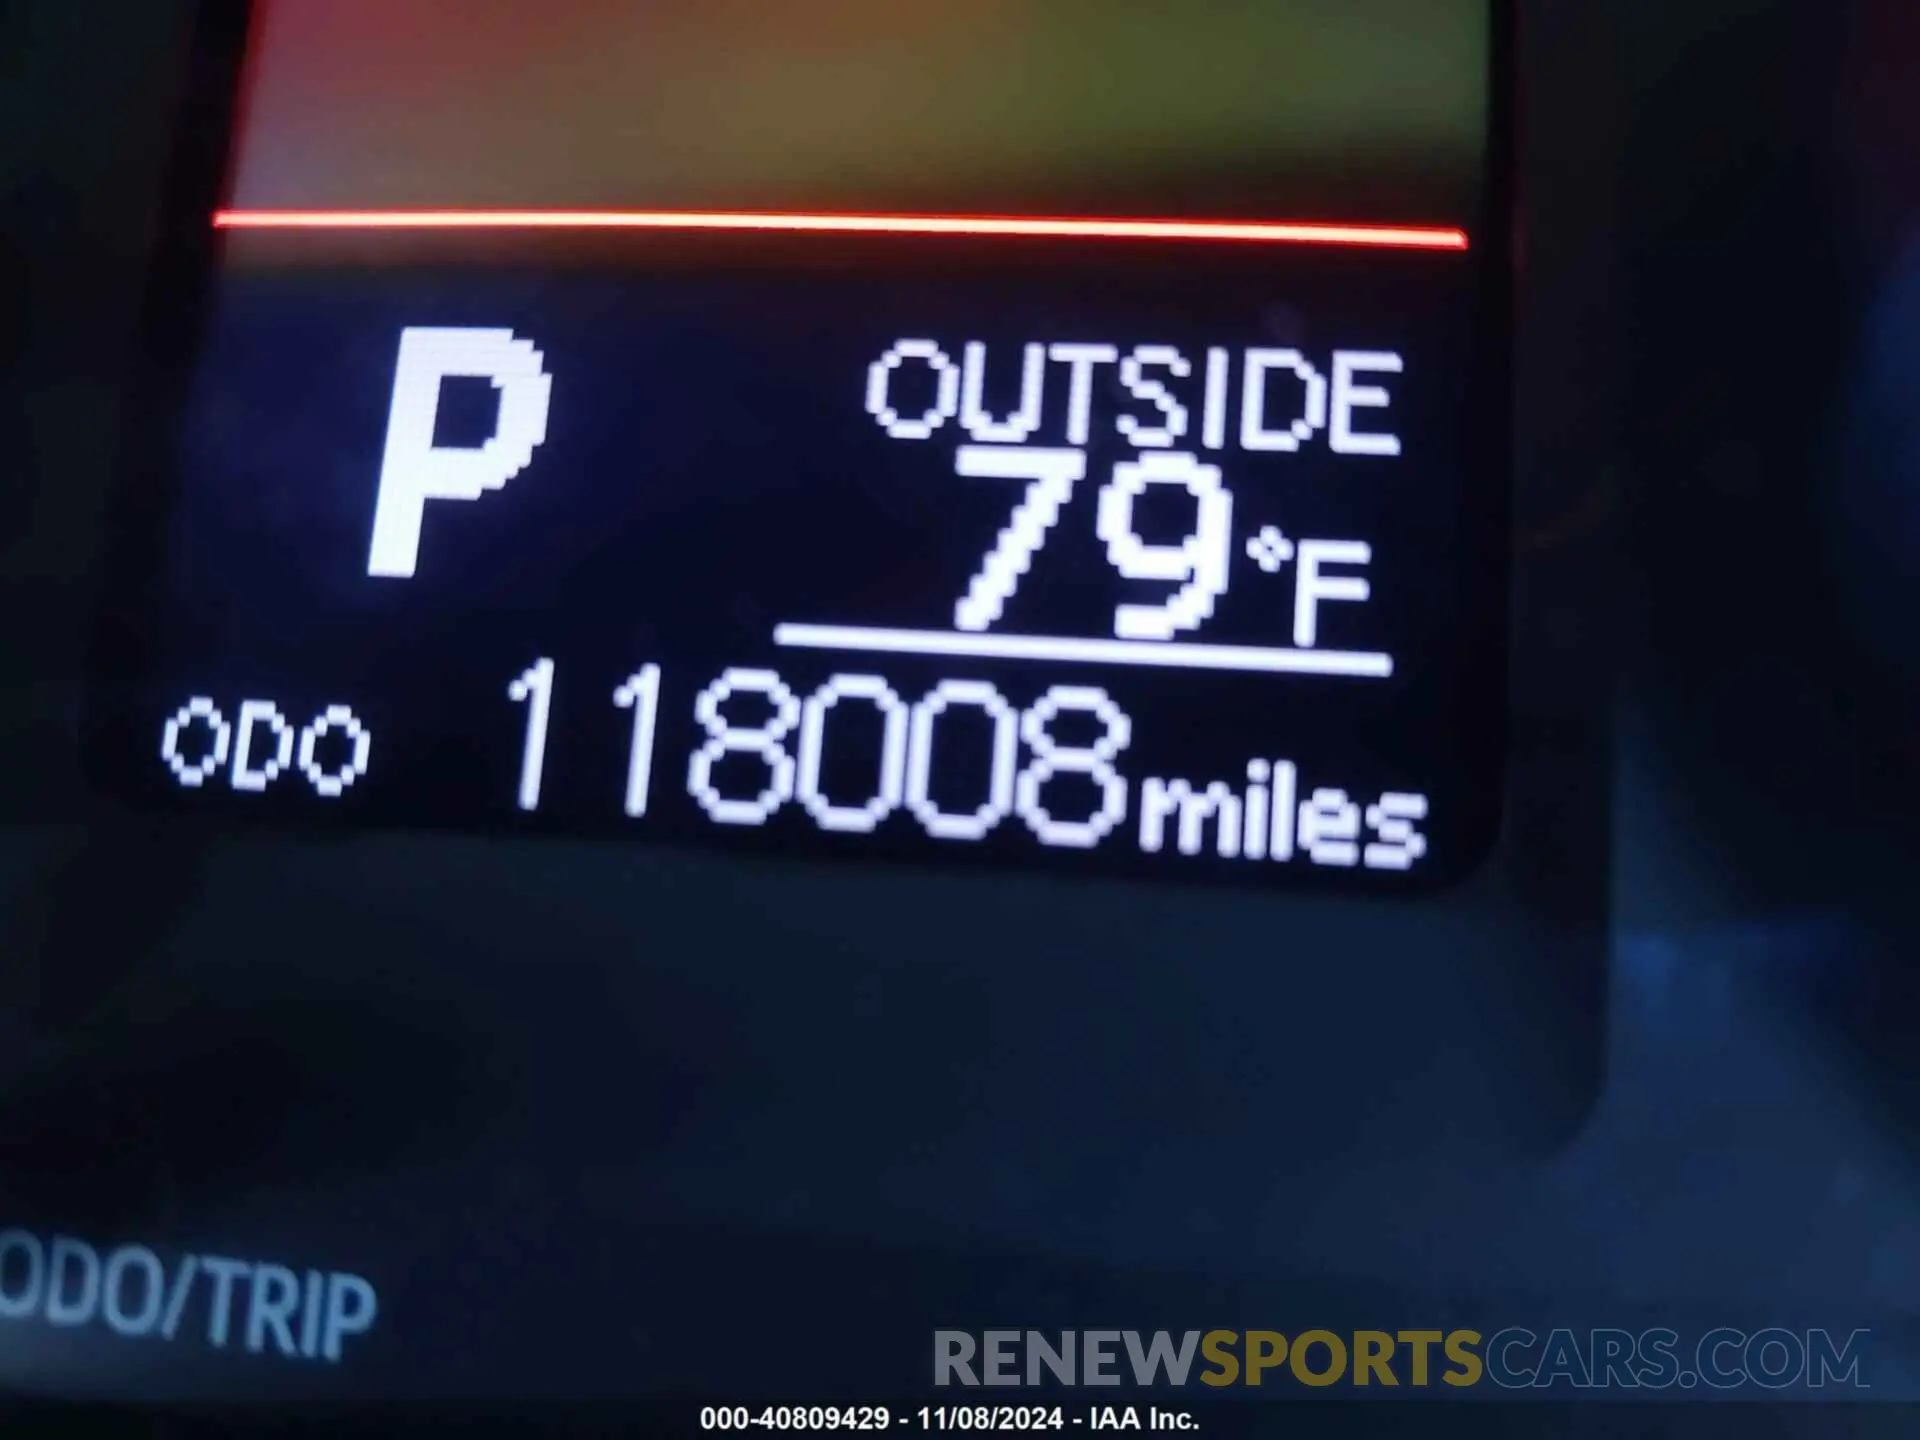 P
OUTSIDE
79°F
ODO 118008 miles
ODO/TRIP
RENEWSPORTSCARS.COM
000-40809429 - 11/08/2024 - IAA Inc.